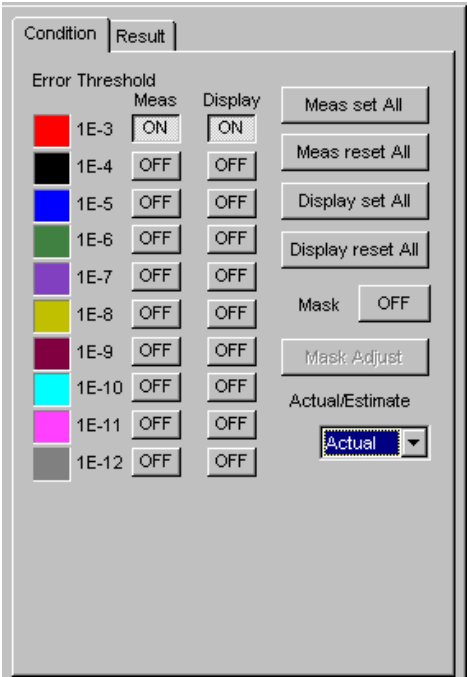 Condition Result
Error Threshold
Meas Display
1E-3 ON ON
1E-4 OFF OFF
1E-5 OFF OFF
1E-6 OFF OFF
1E-7 OFF OFF
1E-8 OFF OFF
1E-9 OFF OFF
1E-10 OFF OFF
1E-11 OFF OFF
1E-12 OFF OFF
Meas set All
Meas reset All
Display set All
Display reset All
Mask OFF
Mask Adjust
Actual/Estimate
Actual